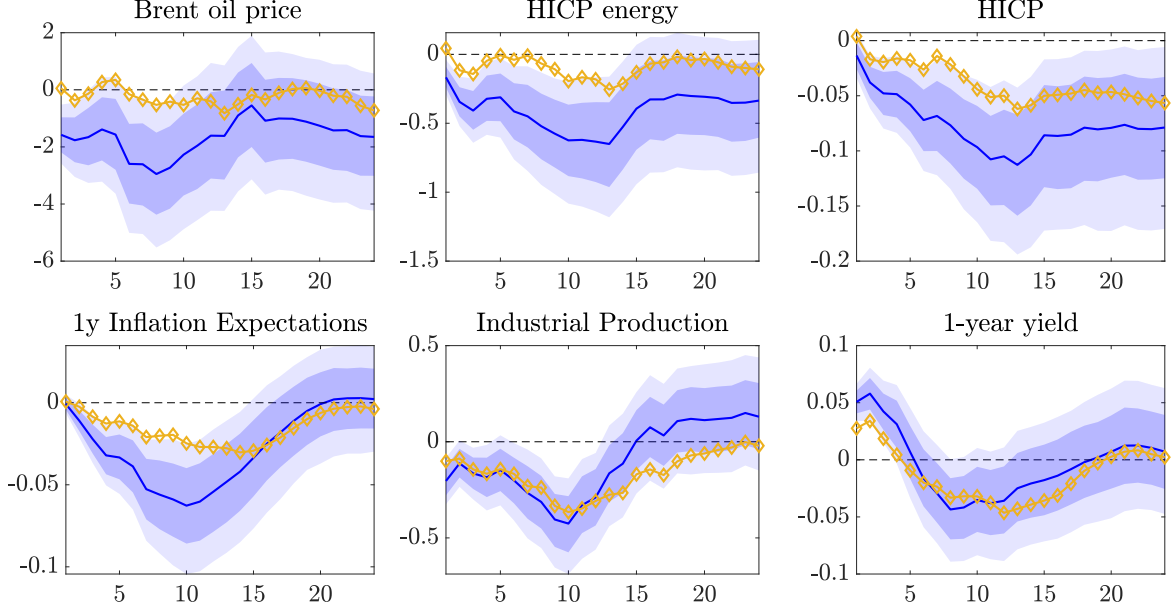 Brent oil price HICP energy HICP
2 0 -2 -4 -6
0 -0.5 -1 -1.5
0 -0.05 -0.1 -0.15 -0.2
5 10 15 20 5 10 15 20 5 10 15 20
1y Inflation Expectations Industrial Production 1-year yield
0 -0.05 -0.1
0.5 0 -0.5
0.1 0.05 0 -0.05 -0.1
5 10 15 20 5 10 15 20 5 10 15 20